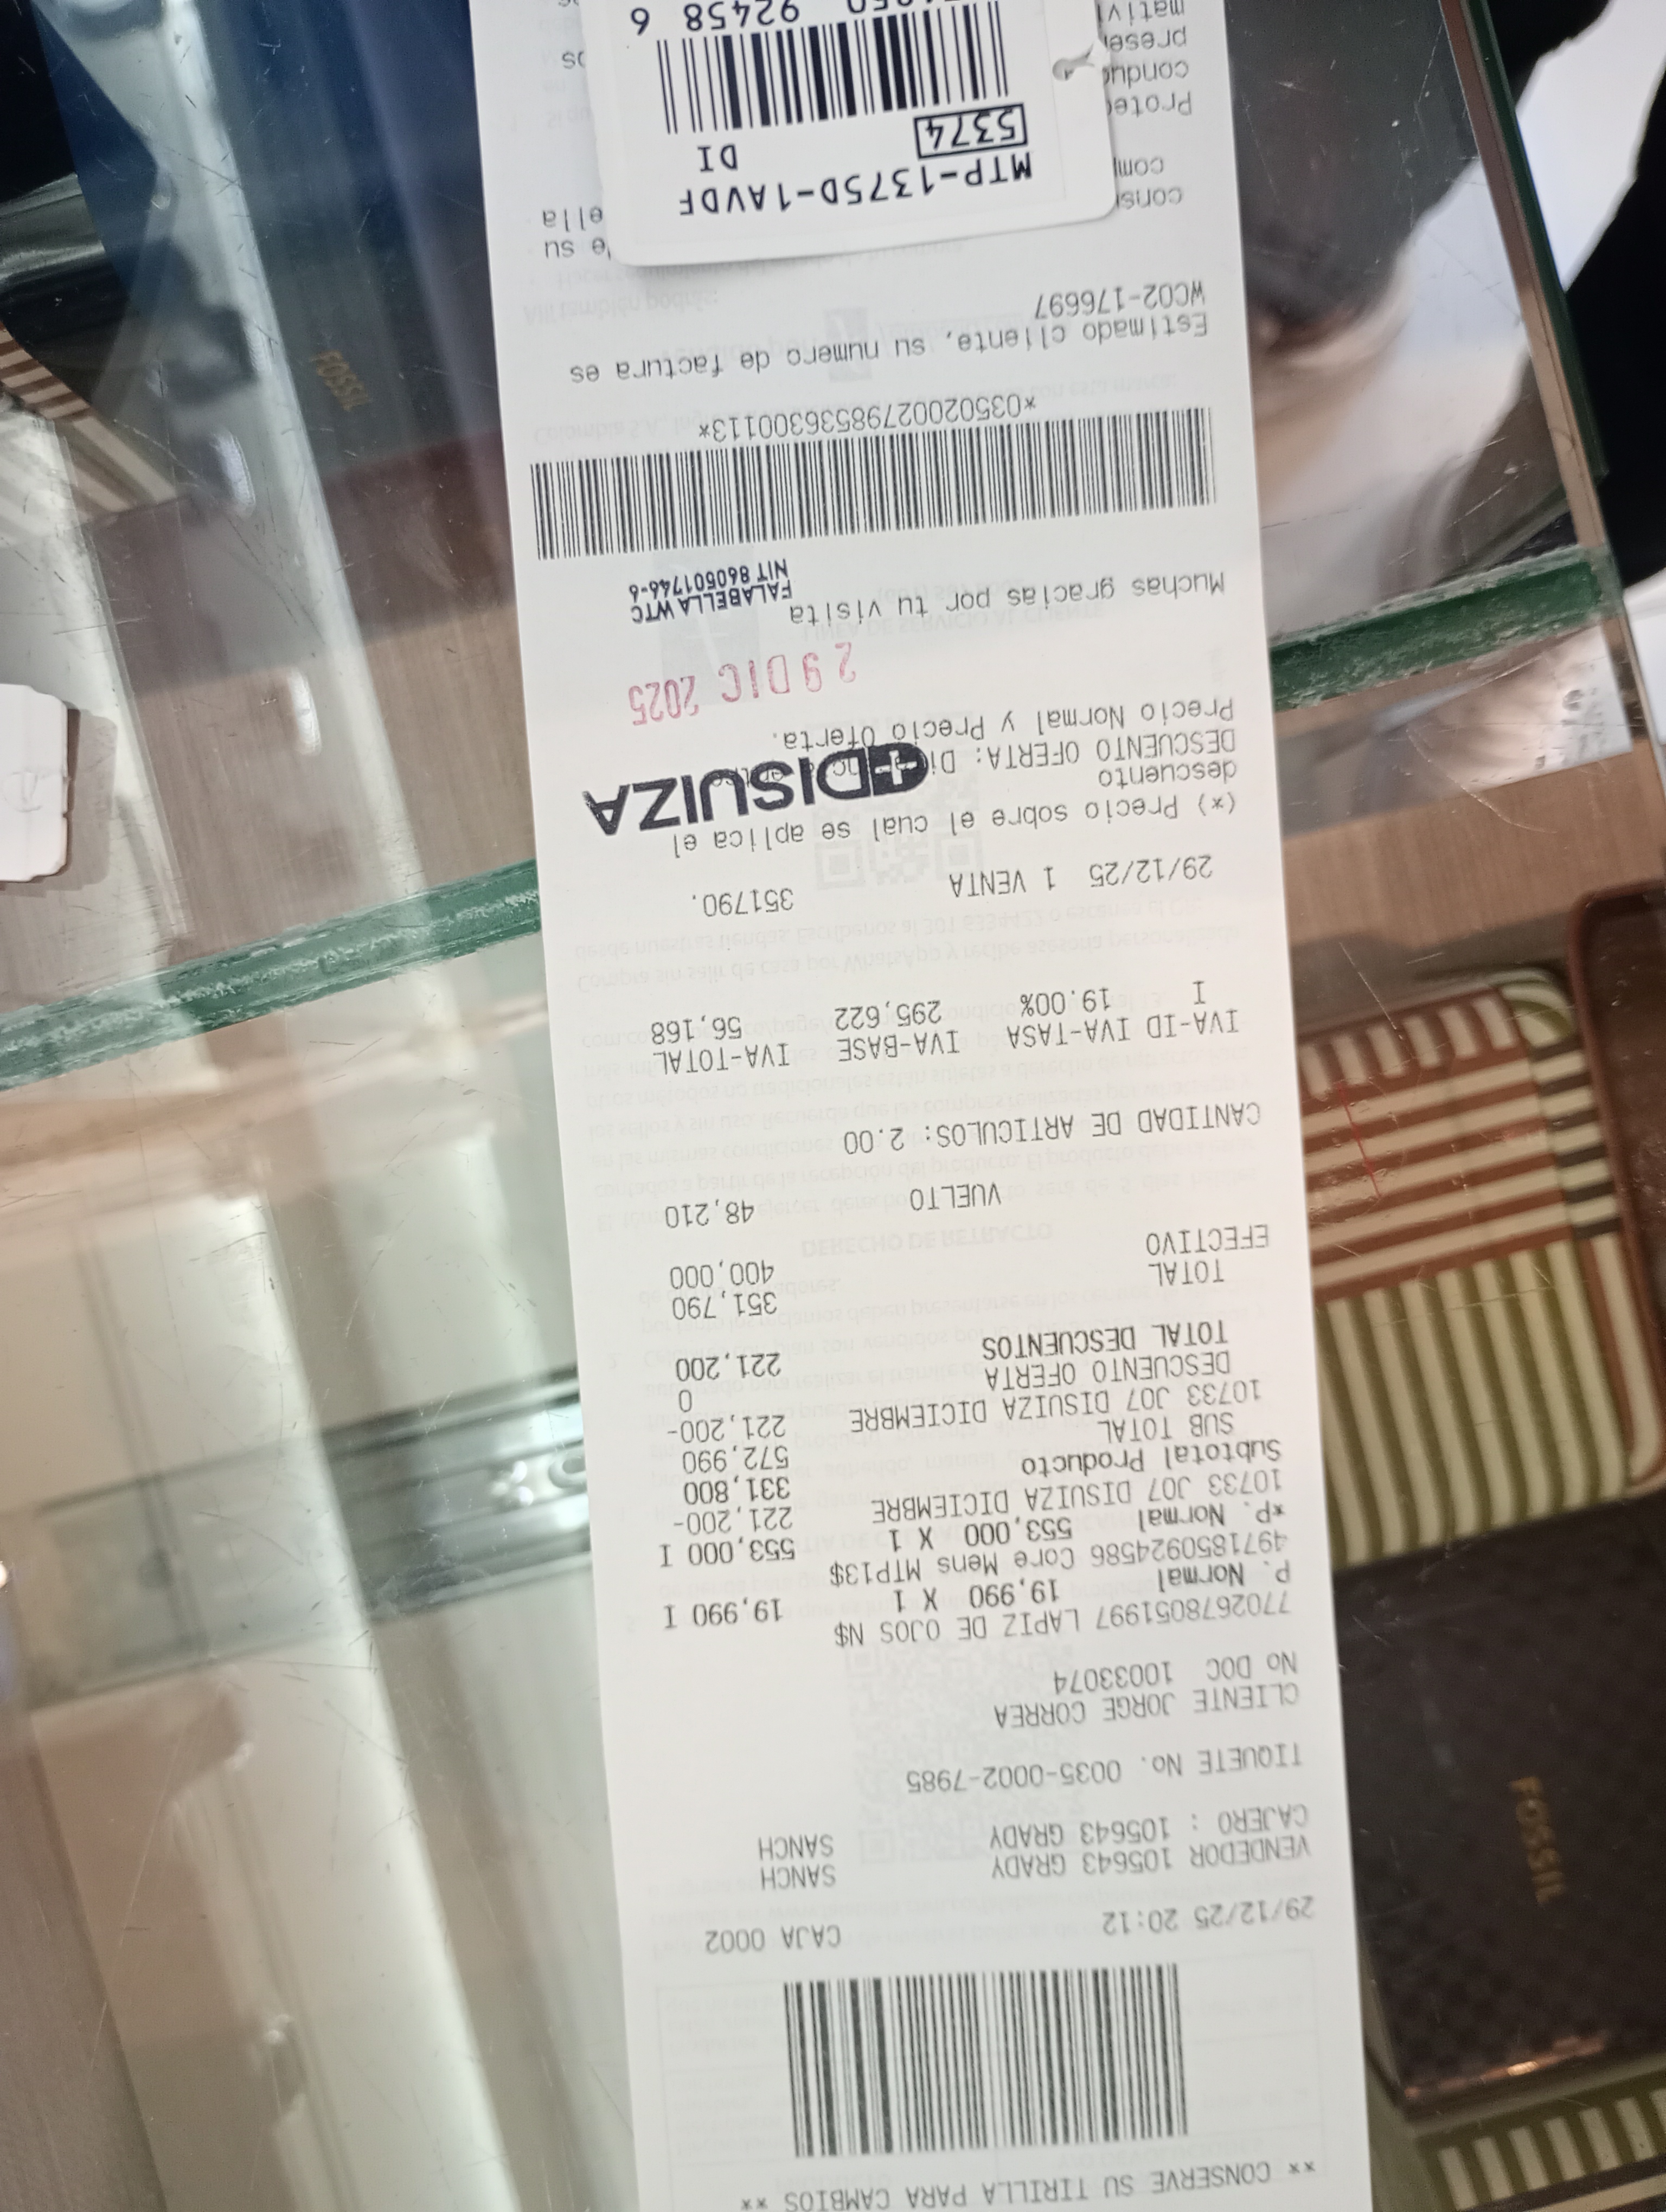 ** CONSERVE SU TIRILLA PARA CAMBIOS **
29/12/25 20:12 CAJA 0002
VENDEDOR 105643 GRADY SANCH
CAJERO : 105643 GRADY SANCH
TIQUETE No. 0035-0002-7985
CLIENTE JORGE CORREA
No DOC 10033074
7702678051997 LAPIZ DE OJOS N$
P. Normal 19,990 X 1 19,990 I
4971850924586 Core Mens MTP13$
*P. Normal 553,000 X 1 553,000 I
10733 J07 DISUIZA DICIEMBRE 221,200-
Subtotal Producto 331,800
SUB TOTAL 572,990
10733 J07 DISUIZA DICIEMBRE 221,200-
DESCUENTO OFERTA 0
TOTAL DESCUENTOS 221,200
TOTAL 351,790
EFECTIVO 400,000
VUELTO 48,210
CANTIDAD DE ARTICULOS: 2.00
IVA-ID IVA-TASA IVA-BASE IVA-TOTAL
I 19.00% 295,622 56,168
29/12/25 1 VENTA 351790.
(*) Precio sobre el cual se aplica el
descuento
DISUIZA
DESCUENTO OFERTA:
Precio Normal y Precio Oferta.
29 DIC 2025
Muchas gracias por tu visita
FALABELLA WTC
NIT 860501746-6
*03502002798536300113*
Estimado cliente, su numero de factura es
WC02-176697
su
MTP-1375D-1AVDF
5374 DI
92458 6
FOSSIL
FOSSIL
DERECHO DE RETRACTO